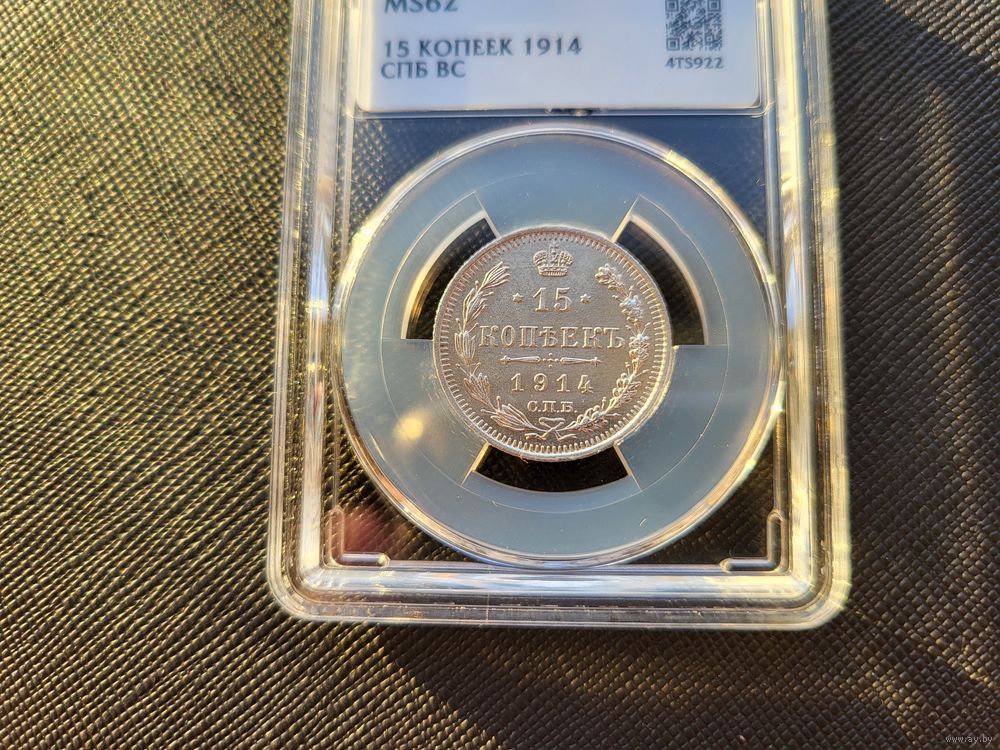 MS62
15 КОПЕЕК 1914
СПБ ВС
4TS922
* 15 *
КОПѢЕКЪ
1914
С.П.Б.
www.ay.by